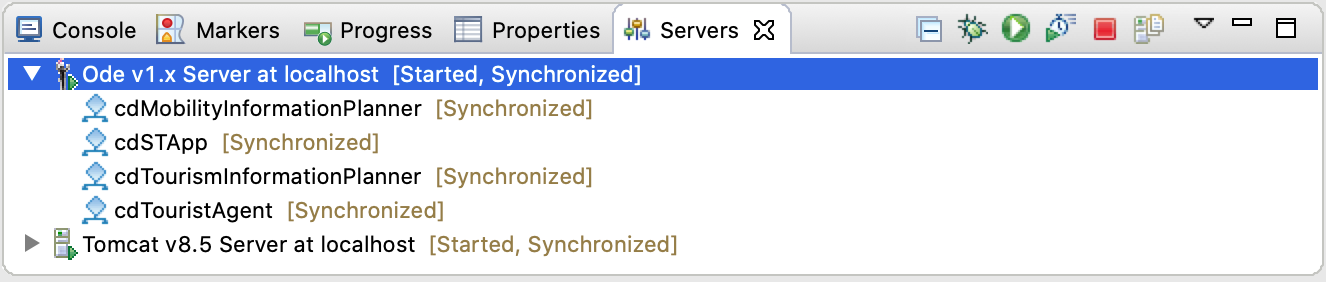 Console Markers Progress Properties Servers
Ode v1.x Server at localhost [Started, Synchronized]
cdMobilityInformationPlanner [Synchronized]
cdSTApp [Synchronized]
cdTourismInformationPlanner [Synchronized]
cdTouristAgent [Synchronized]
Tomcat v8.5 Server at localhost [Started, Synchronized]